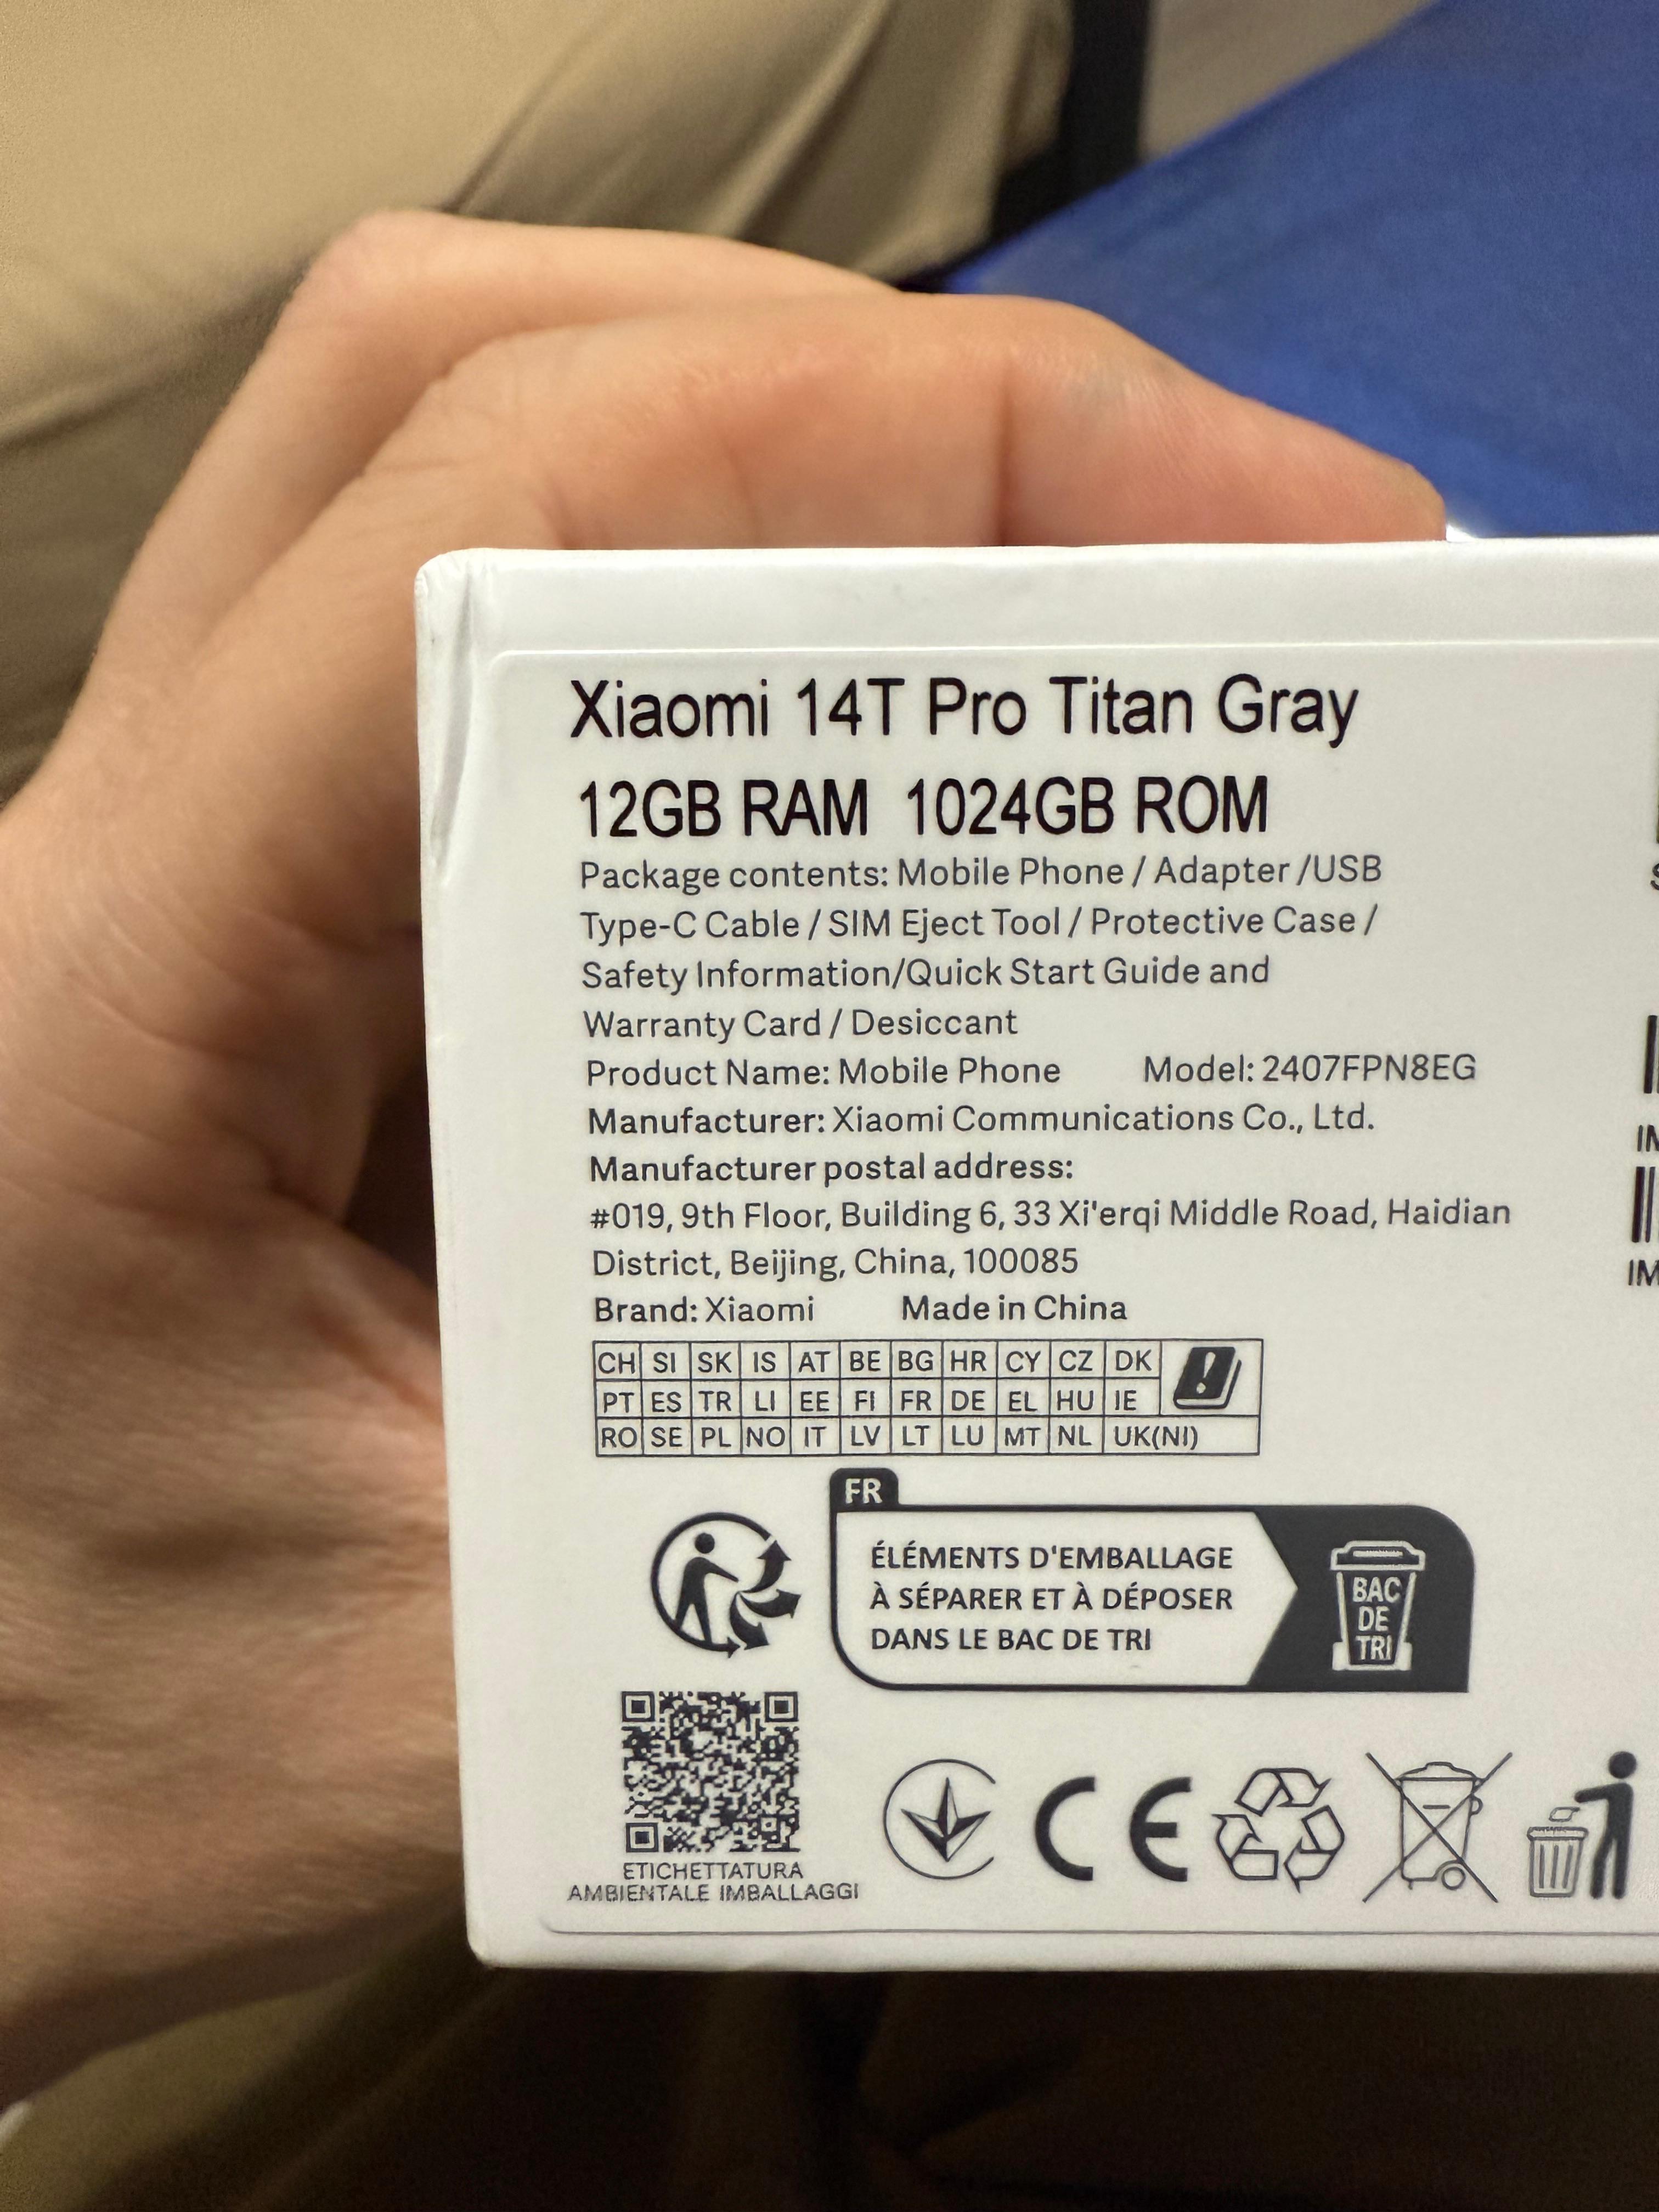 Xiaomi 14T Pro Titan Gray
12GB RAM 1024GB ROM
Package contents: Mobile Phone / Adapter /USB
Type-C Cable / SIM Eject Tool / Protective Case /
Safety Information/Quick Start Guide and
Warranty Card / Desiccant
Product Name: Mobile Phone Model: 2407FPN8EG
Manufacturer: Xiaomi Communications Co., Ltd.
Manufacturer postal address:
#019, 9th Floor, Building 6, 33 Xi'erqi Middle Road, Haidian
District, Beijing, China, 100085
Brand: Xiaomi Made in China
CH SI SK IS AT BE BG HR CY CZ DK
PT ES TR LI EE FI FR DE EL HU IE
RO SE PL NO IT LV LT LU MT NL UK(NI)
FR
ÉLÉMENTS D'EMBALLAGE
À SÉPARER ET À DÉPOSER
DANS LE BAC DE TRI
BAC
DE
TRI
ETICHETTATURA
AMBIENTALE IMBALLAGGI
CE